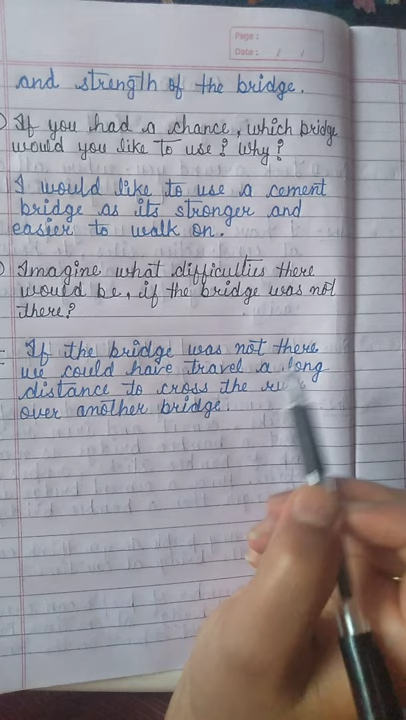 Page:
Date: / /
and strength of the bridge.
If you had a chance, which bridge
would you like to use? Why?
I would like to use a cement
bridge as its stronger and
easier to walk on.
Imagine what difficulties there
would be, if the bridge was not
there?
If the bridge was not there
we could have travel a long
distance to cross the
over another bridge.